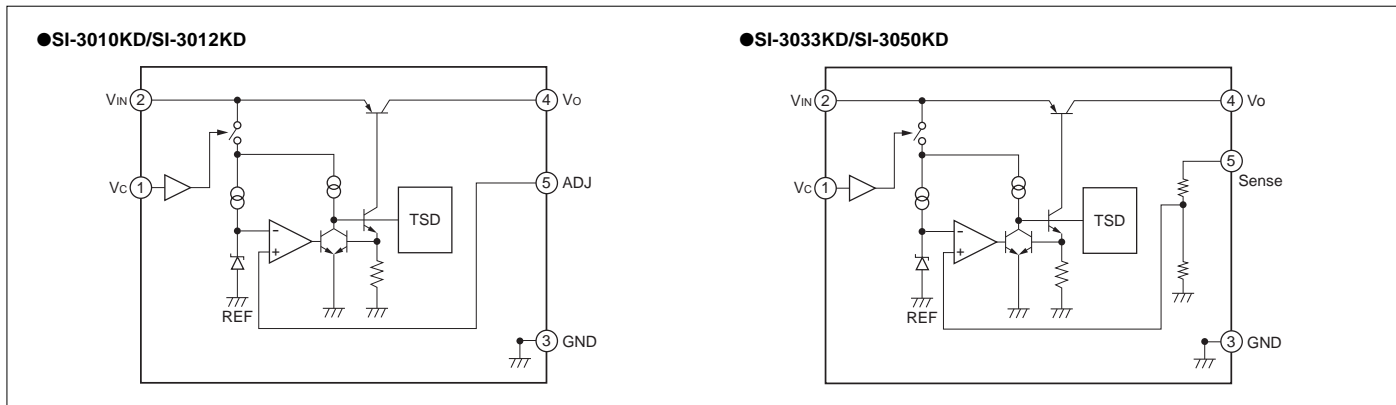 ●SI-3010KD/SI-3012KD
VIN 2
4 VO
VC 1
5 ADJ
TSD
−
+
REF
3 GND
●SI-3033KD/SI-3050KD
VIN 2
4 Vo
VC 1
5
Sense
TSD
−
+
REF
3 GND